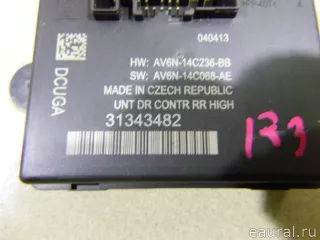 040413
HW: AV6N-14C236-BB
SW: AV6N-14C068-AE
MADE IN CZECH REPUBLIC
UNT DR CONTR RR HIGH
31343482
DCUGA
173
eaural.ru